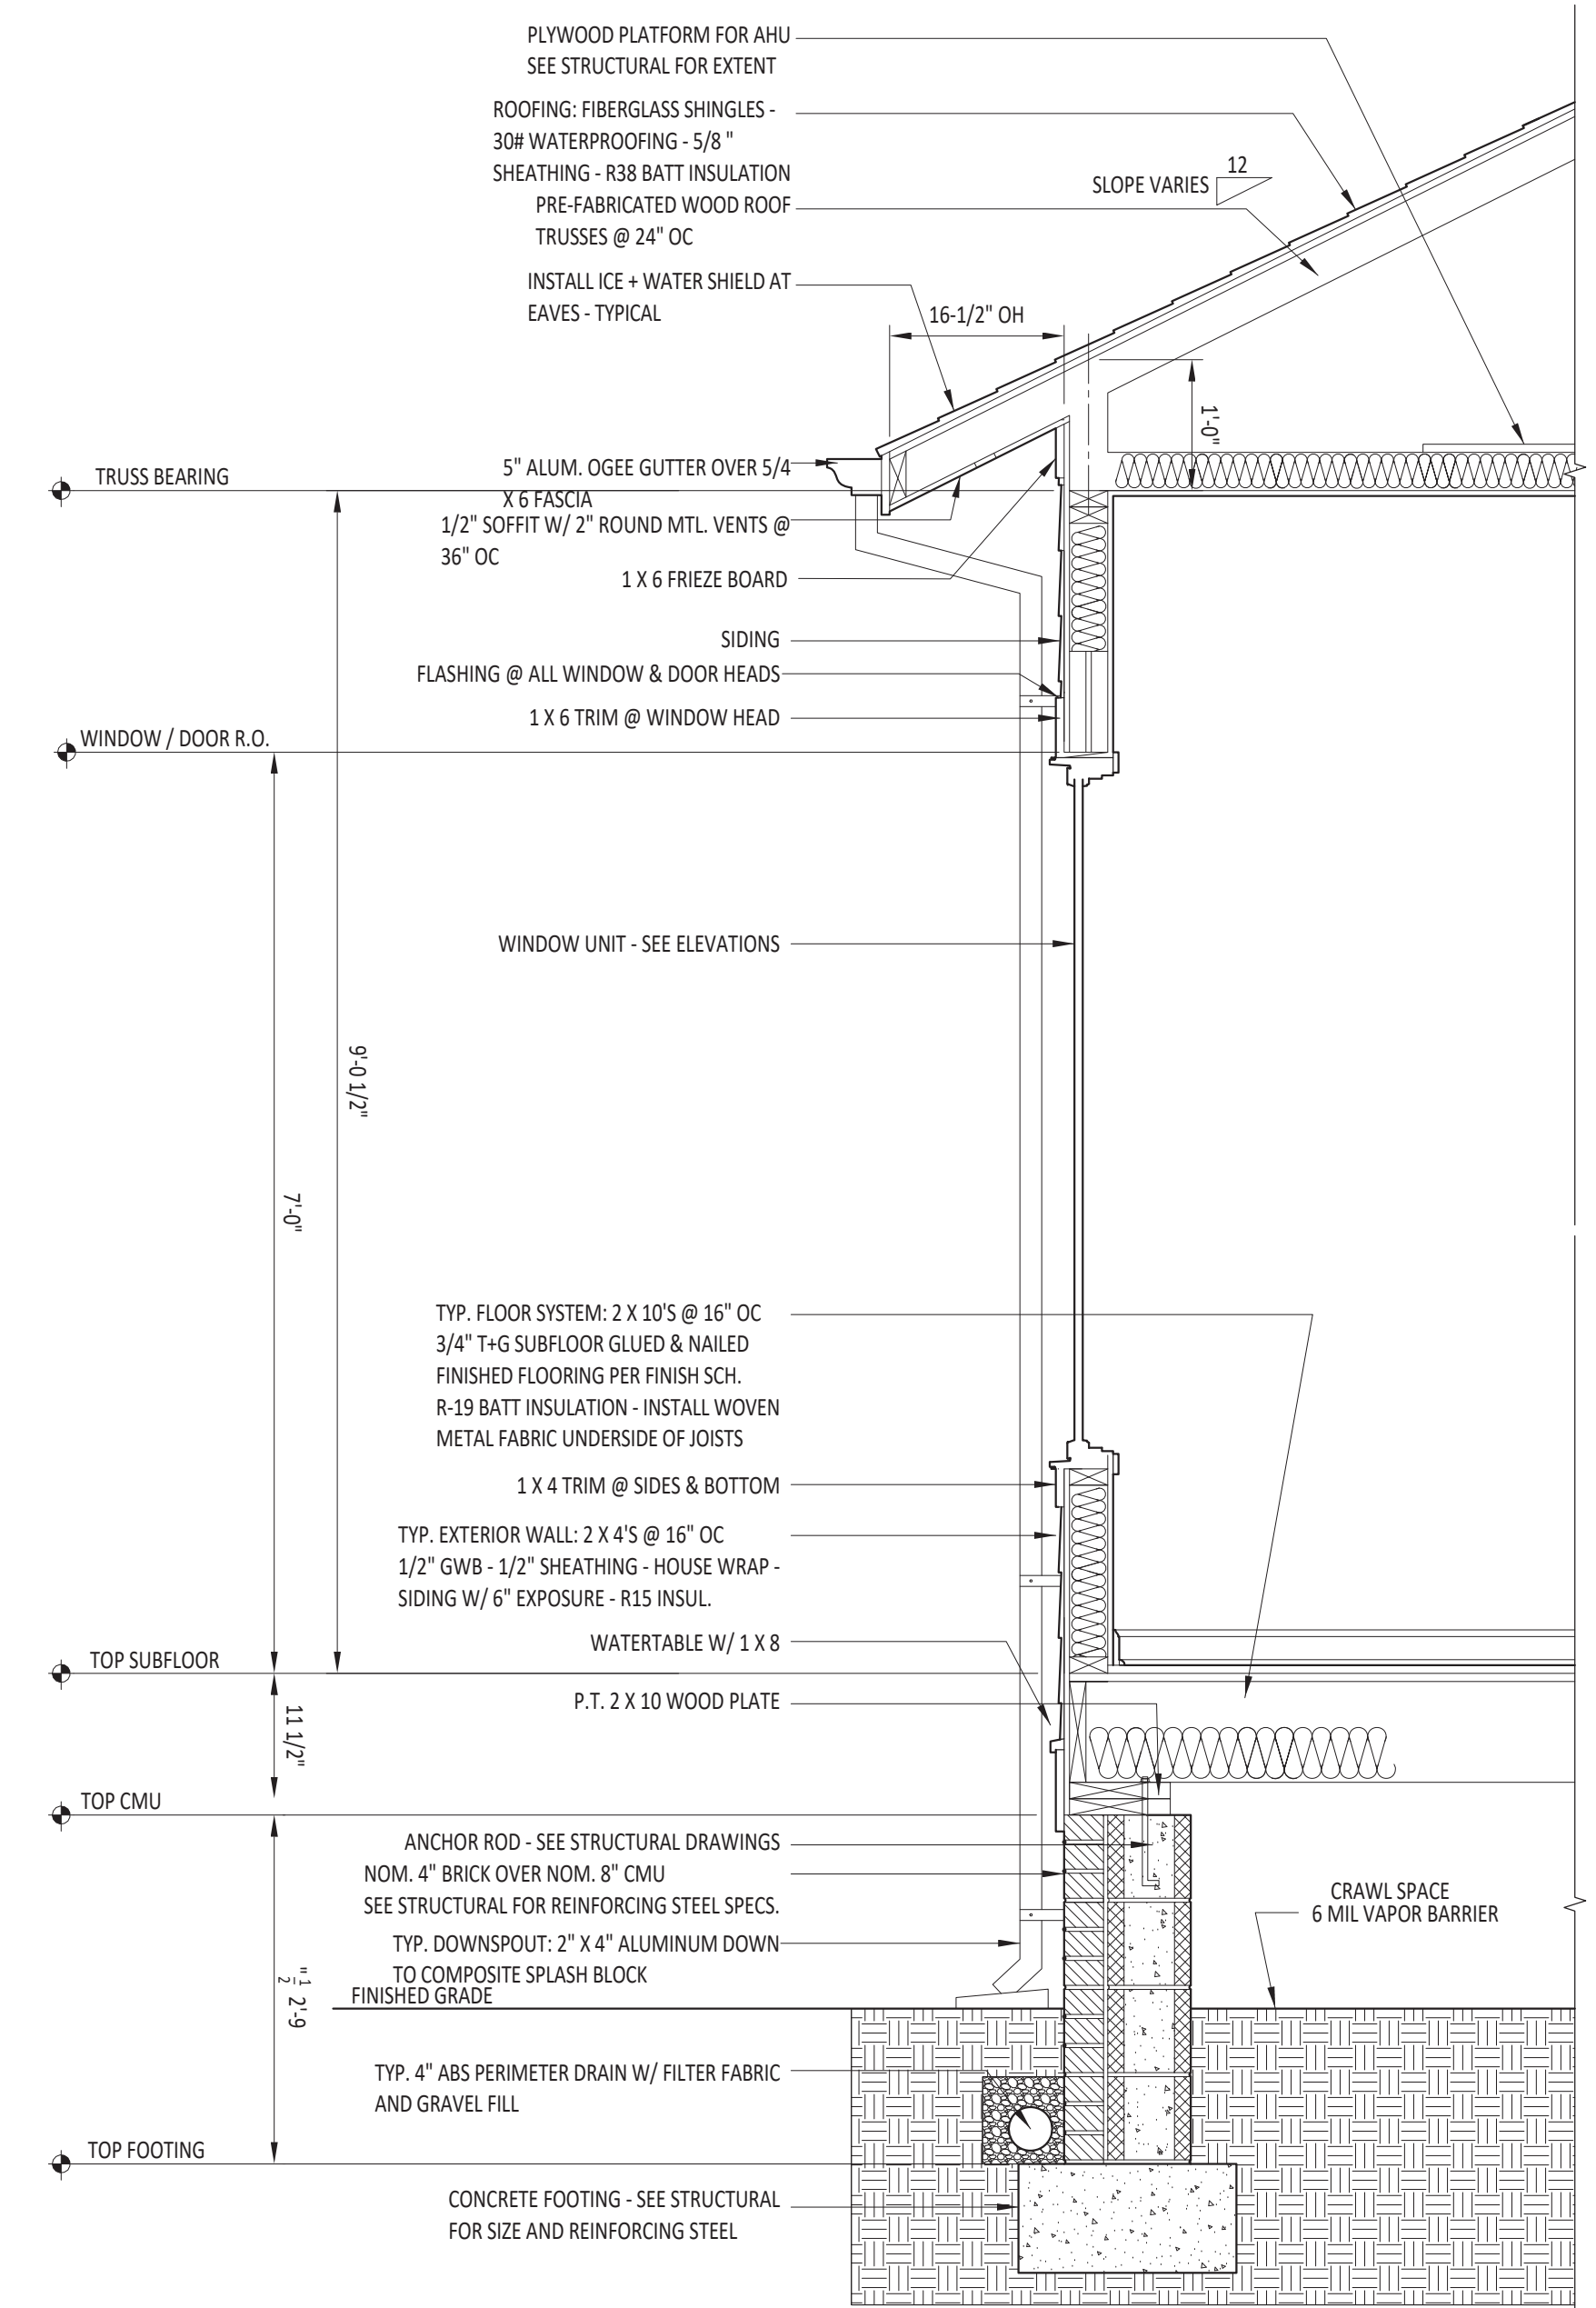 PLYWOOD PLATFORM FOR AHU
SEE STRUCTURAL FOR EXTENT
ROOFING: FIBERGLASS SHINGLES -
30# WATERPROOFING - 5/8 "
SHEATHING - R38 BATT INSULATION
PRE-FABRICATED WOOD ROOF
TRUSSES @ 24" OC
12
SLOPE VARIES
INSTALL ICE + WATER SHIELD AT
EAVES - TYPICAL
16-1/2" OH
1'-0"
TRUSS BEARING
5" ALUM. OGEE GUTTER OVER 5/4
X 6 FASCIA
1/2" SOFFIT W/ 2" ROUND MTL. VENTS @
36" OC
1 X 6 FRIEZE BOARD
SIDING
FLASHING @ ALL WINDOW & DOOR HEADS
1 X 6 TRIM @ WINDOW HEAD
WINDOW / DOOR R.O.
WINDOW UNIT - SEE ELEVATIONS
9'-0 1/2"
7'-0"
TYP. FLOOR SYSTEM: 2 X 10'S @ 16" OC
3/4" T+G SUBFLOOR GLUED & NAILED
FINISHED FLOORING PER FINISH SCH.
R-19 BATT INSULATION - INSTALL WOVEN
METAL FABRIC UNDERSIDE OF JOISTS
1 X 4 TRIM @ SIDES & BOTTOM
TYP. EXTERIOR WALL: 2 X 4'S @ 16" OC
1/2" GWB - 1/2" SHEATHING - HOUSE WRAP -
SIDING W/ 6" EXPOSURE - R15 INSUL.
WATERTABLE W/ 1 X 8
TOP SUBFLOOR
P.T. 2 X 10 WOOD PLATE
11 1/2"
TOP CMU
ANCHOR ROD - SEE STRUCTURAL DRAWINGS
NOM. 4" BRICK OVER NOM. 8" CMU
SEE STRUCTURAL FOR REINFORCING STEEL SPECS.
CRAWL SPACE
6 MIL VAPOR BARRIER
TYP. DOWNSPOUT: 2" X 4" ALUMINUM DOWN
TO COMPOSITE SPLASH BLOCK
FINISHED GRADE
" 1/2 2'-9
TYP. 4" ABS PERIMETER DRAIN W/ FILTER FABRIC
AND GRAVEL FILL
TOP FOOTING
CONCRETE FOOTING - SEE STRUCTURAL
FOR SIZE AND REINFORCING STEEL